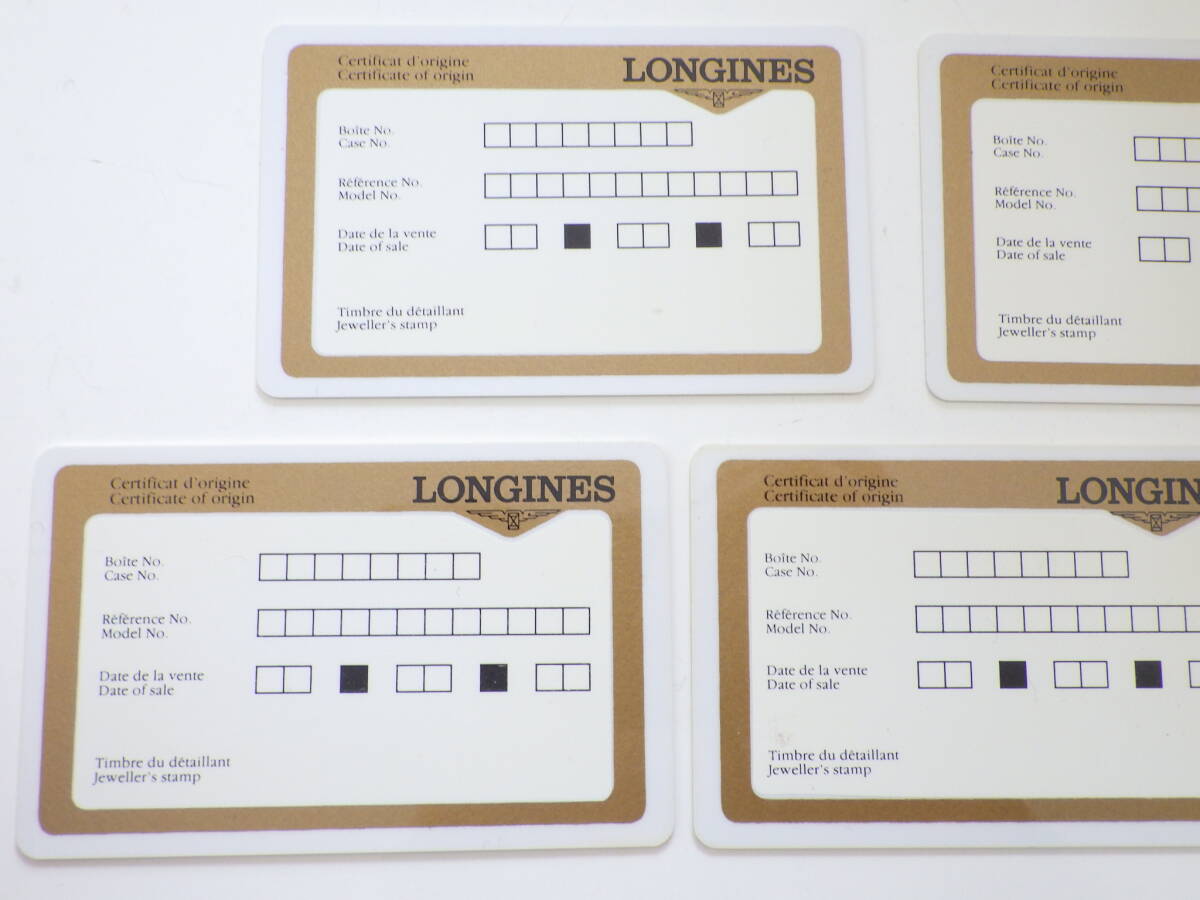 Certificat d'origine
Certificate of origin
LONGINES
Boîte No.
Case No.
Référence No.
Model No.
Date de la vente
Date of sale
Timbre du détaillant
Jeweller's stamp
Certificat d'origine
Certificate of origin
Boîte No.
Case No.
Référence No.
Model No.
Date de la vente
Date of sale
Timbre du détaillant
Jeweller's stamp
Certificat d'origine
Certificate of origin
LONGINES
Boîte No.
Case No.
Référence No.
Model No.
Date de la vente
Date of sale
Timbre du détaillant
Jeweller's stamp
Certificat d'origine
Certificate of origin
LONGIN
Boîte No.
Case No.
Référence No.
Model No.
Date de la vente
Date of sale
Timbre du détaillant
Jeweller's stamp